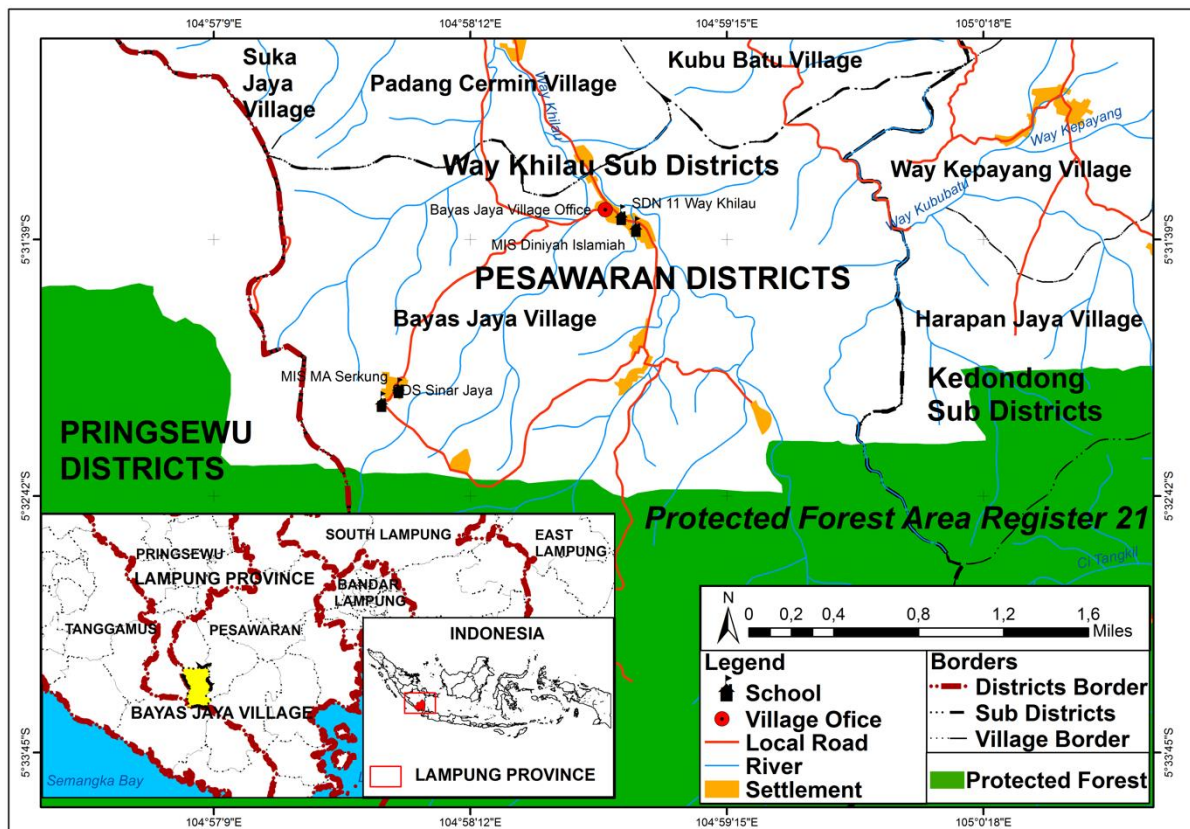 104°57'9"E
104°58'12"E
104°59'15"E
105°0'18"E
Suka
Jaya
Village
Padang Cermin Village
Kubu Batu Village
Way Khilau
Way Kepayang
Way Khilau Sub Districts
Way Kepayang Village
Bayas Jaya Village Office
SDN 11 Way Khilau
Way Kububatu
MIS Diniyah Islamiah
5°31'39"S
5°31'39"S
PESAWARAN DISTRICTS
Bayas Jaya Village
Harapan Jaya Village
MIS MA Serkung
DS Sinar Jaya
Kedondong
Sub Districts
PRINGSEWU
DISTRICTS
5°32'42"S
5°32'42"S
Protected Forest Area Register 21
Ci Tangkil
SOUTH LAMPUNG
EAST
LAMPUNG
PRINGSEWU
LAMPUNG PROVINCE
BANDAR
LAMPUNG
TANGGAMUS
PESAWARAN
BAYAS JAYA VILLAGE
Semangka Bay
INDONESIA
LAMPUNG PROVINCE
N
0 0,2 0,4 0,8 1,2 1,6
Miles
Legend
School
Village Ofice
Local Road
River
Settlement
Borders
Districts Border
Sub Districts
Village Border
Protected Forest
5°33'45"S
5°33'45"S
104°57'9"E
104°58'12"E
104°59'15"E
105°0'18"E